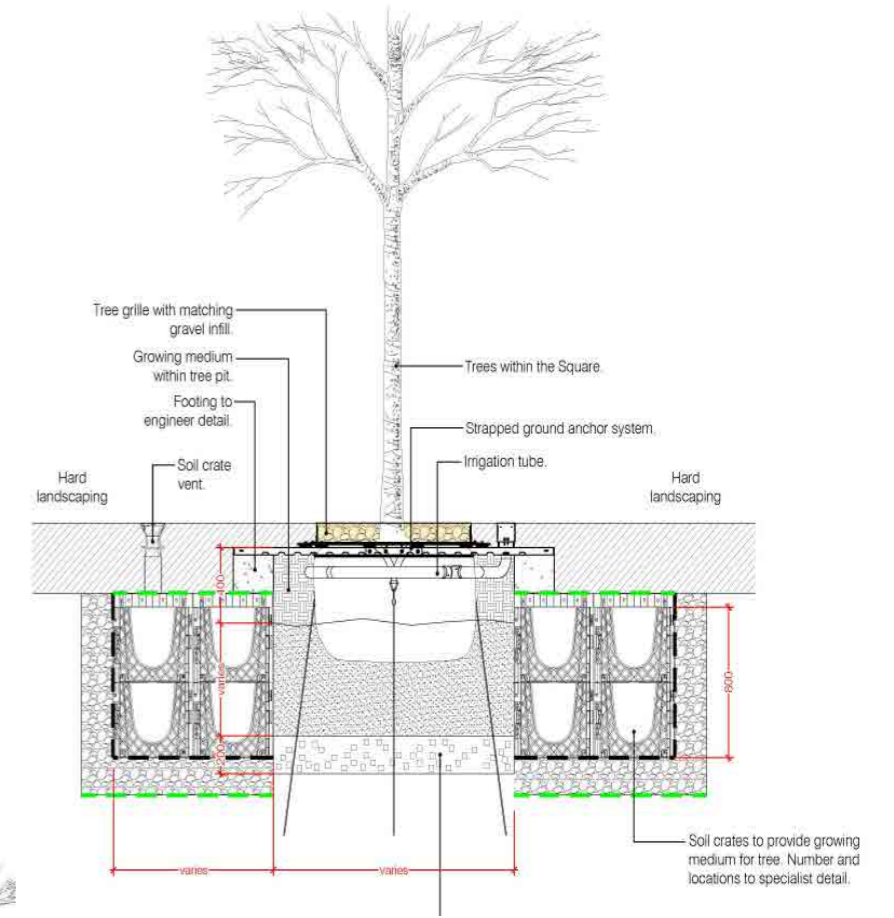 Tree grille with matching
gravel infill.
Growing medium
within tree pit.
Footing to
engineer detail.
Soil crate
vent.
Hard
landscaping
Trees within the Square.
Strapped ground anchor system.
Irrigation tube.
Hard
landscaping
400
varies
200
800
varies
varies
Soil crates to provide growing
medium for tree. Number and
locations to specialist detail.